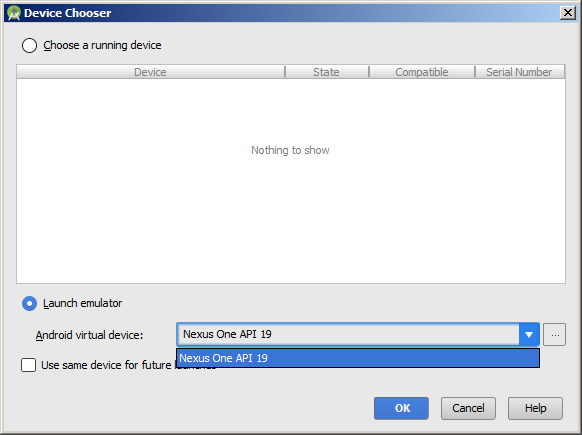 Device Chooser
Choose a running device
Device State Compatible Serial Number
Nothing to show
Launch emulator
Android virtual device: Nexus One API 19 ...
Nexus One API 19
Use same device for future launches
OK Cancel Help